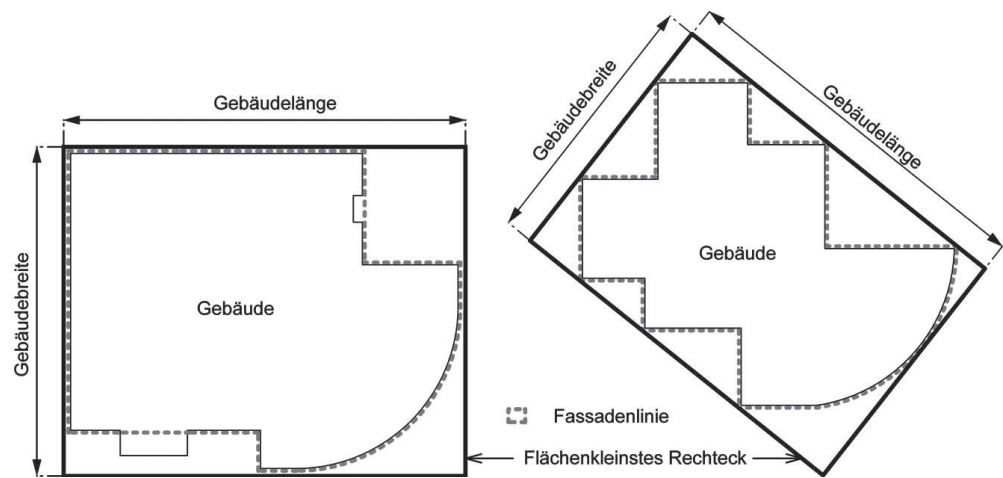 Gebäudelänge
Gebäudebreite
Gebäude
Gebäudebreite
Gebäudelänge
Gebäude
Fassadenlinie
Flächenkleinstes Rechteck